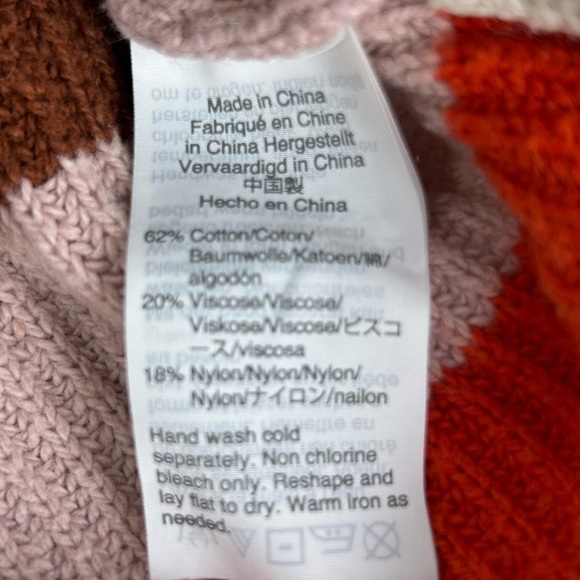 Made in China
Fabriqué en Chine
in China Hergestellt
Vervaardigd in China
中国製
Hecho en China
62% Cotton/Coton/
Baumwolle/Katoen/綿/
algodón
20% Viscose/Viscose/
Viskose/Viscose/ビスコ
ース/viscosa
18% Nylon/Nylon/Nylon/
Nylon/ナイロン/nailon
Hand wash cold
separately. Non chlorine
bleach only. Reshape and
lay flat to dry. Warm iron as
needed.